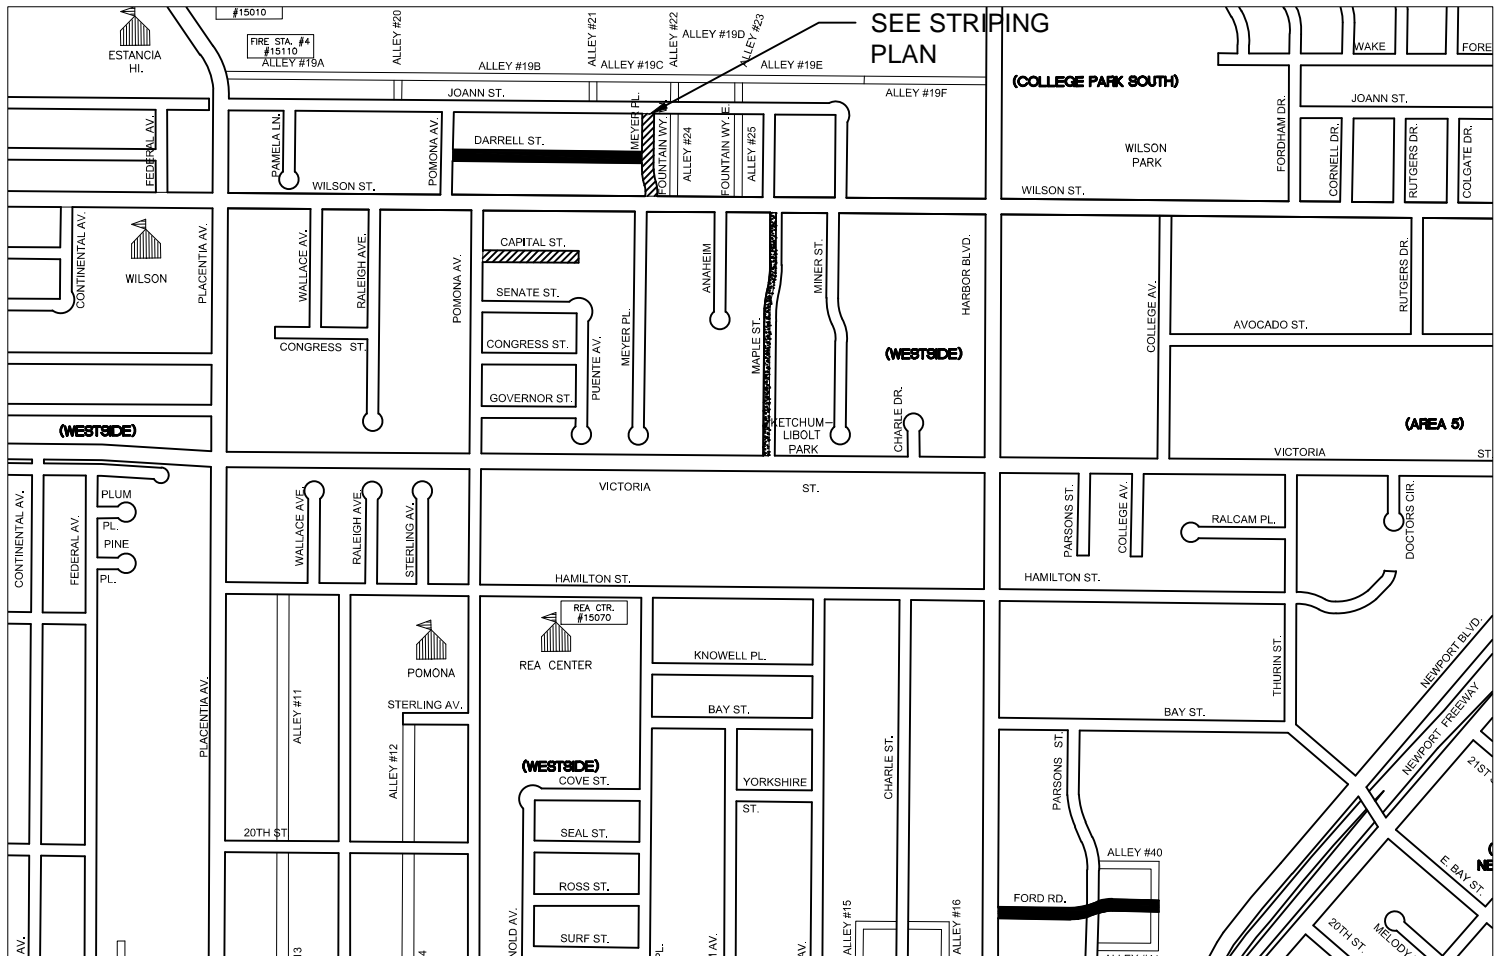 #15010
ESTANCIA
HI.
FIRE STA. #4
#15110
ALLEY #19A
ALLEY #20
ALLEY #19B
ALLEY #21
ALLEY #19C
ALLEY #22
ALLEY #19D
ALLEY #23
ALLEY #19E
SEE STRIPING
PLAN
ALLEY #19F
(COLLEGE PARK SOUTH)
WAKE
FORE
JOANN ST.
JOANN ST.
FEDERAL AV.
PAMELA LN.
POMONA AV.
DARRELL ST.
MEYER PL.
FOUNTAIN WY.
ALLEY #24
FOUNTAIN WY. E.
ALLEY #25
WILSON
PARK
FORDHAM DR.
CORNELL DR.
RUTGERS DR.
COLGATE DR.
WILSON ST.
WILSON ST.
CONTINENTAL AV.
WILSON
PLACENTIA AV.
WALLACE AV.
RALEIGH AVE.
POMONA AV.
CAPITAL ST.
SENATE ST.
CONGRESS ST.
CONGRESS ST.
GOVERNOR ST.
PUENTE AV.
MEYER PL.
ANAHEIM
MAPLE ST.
MINER ST.
HARBOR BLVD.
(WESTSIDE)
CHARLE DR.
KETCHUM-
LIBOLT
PARK
COLLEGE AV.
AVOCADO ST.
RUTGERS DR.
(AREA 5)
(WESTSIDE)
VICTORIA
ST.
VICTORIA
ST
CONTINENTAL AV.
FEDERAL AV.
PLUM
PL.
PINE
PL.
WALLACE AVE.
RALEIGH AVE.
STERLING AV.
PARSONS ST.
COLLEGE AV.
RALCAM PL.
DOCTORS CIR.
HAMILTON ST.
HAMILTON ST.
REA CTR.
#15070
POMONA
REA CENTER
KNOWELL PL.
THURIN ST.
NEWPORT BLVD.
NEWPORT FREEWAY
PLACENTIA AV.
ALLEY #11
STERLING AV.
BAY ST.
BAY ST.
ALLEY #12
(WESTSIDE)
COVE ST.
YORKSHIRE
ST.
CHARLE ST.
PARSONS ST.
21ST
20TH ST
SEAL ST.
ROSS ST.
SURF ST.
ALLEY #40
FORD RD.
E. BAY ST.
NE
20TH ST.
MELODY
ALLEY #15
ALLEY #16
AV.
13
4
NOLD AV.
PL.
AV.
AV.